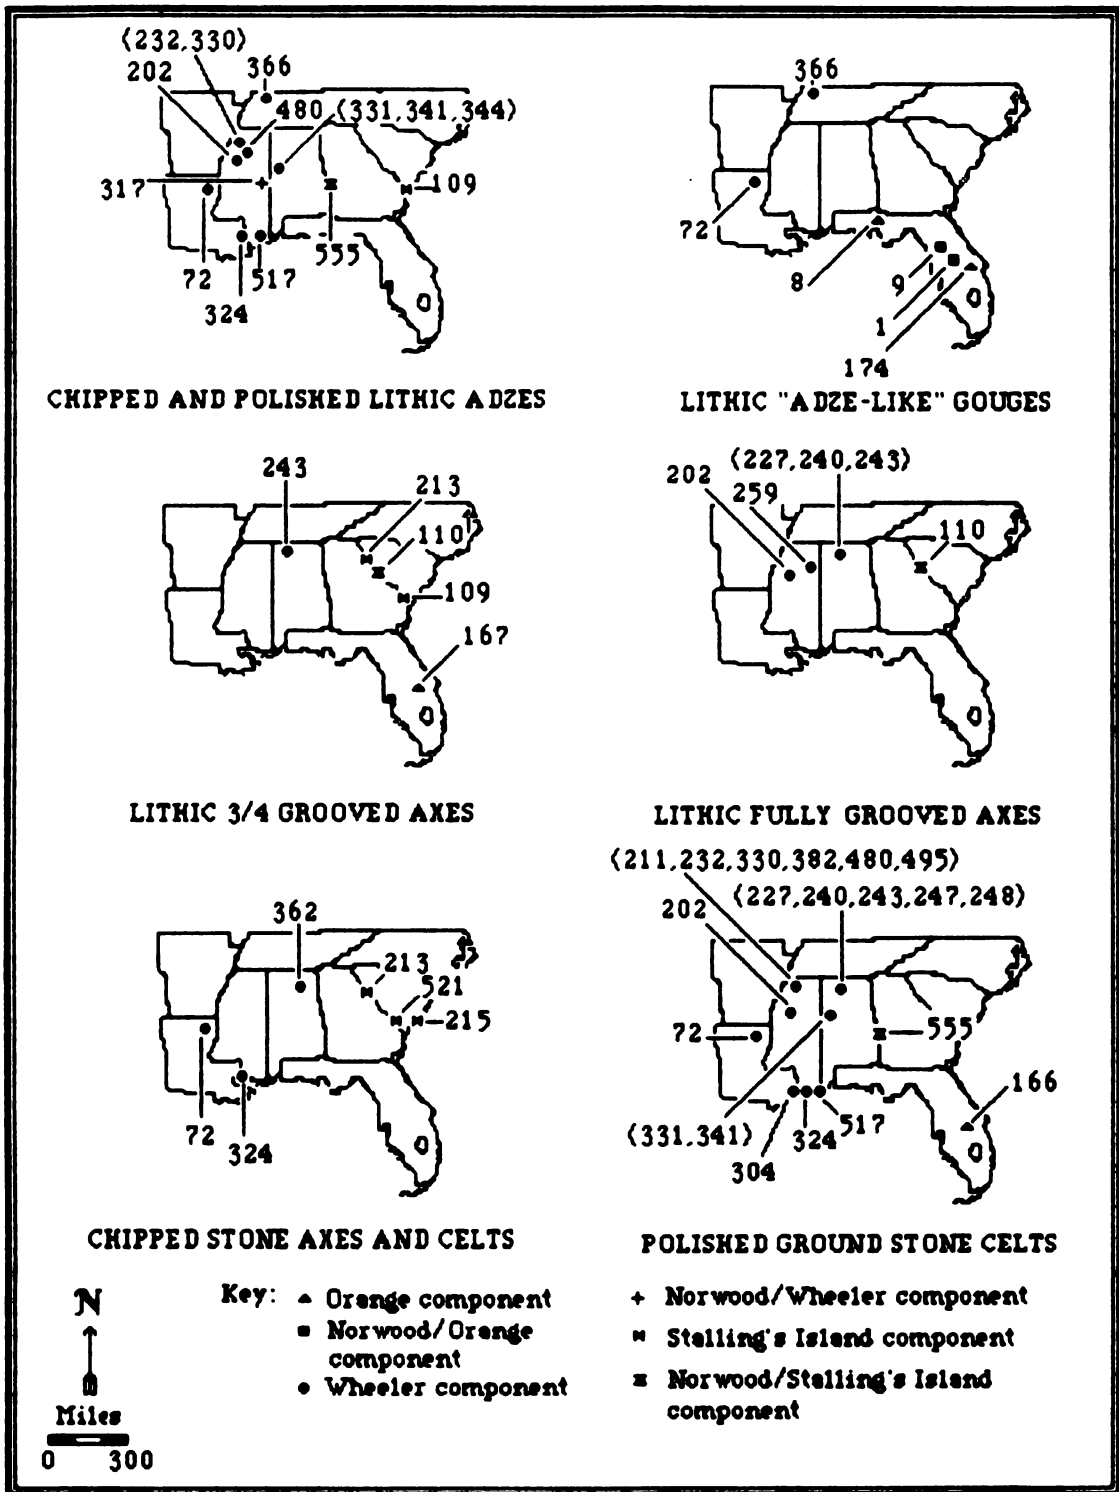 (232,330)
202
366
480
(331,341,344)
317
109
72
324
517
555
CHIPPED AND POLISHED LITHIC ADZES
366
72
8
9
1
174
LITHIC "ADZE-LIKE" GOUGES
243
213
110
109
167
LITHIC 3/4 GROOVED AXES
(227,240,243)
202
259
110
LITHIC FULLY GROOVED AXES
362
213
521
215
72
324
CHIPPED STONE AXES AND CELTS
(211,232,330,382,480,495)
(227,240,243,247,248)
202
72
555
166
(331,341)
304
324
517
POLISHED GROUND STONE CELTS
N
Miles
0 300
Key:
Orange component
Norwood/Orange
component
Wheeler component
Norwood/Wheeler component
Stalling's Island component
Norwood/Stalling's Island
component